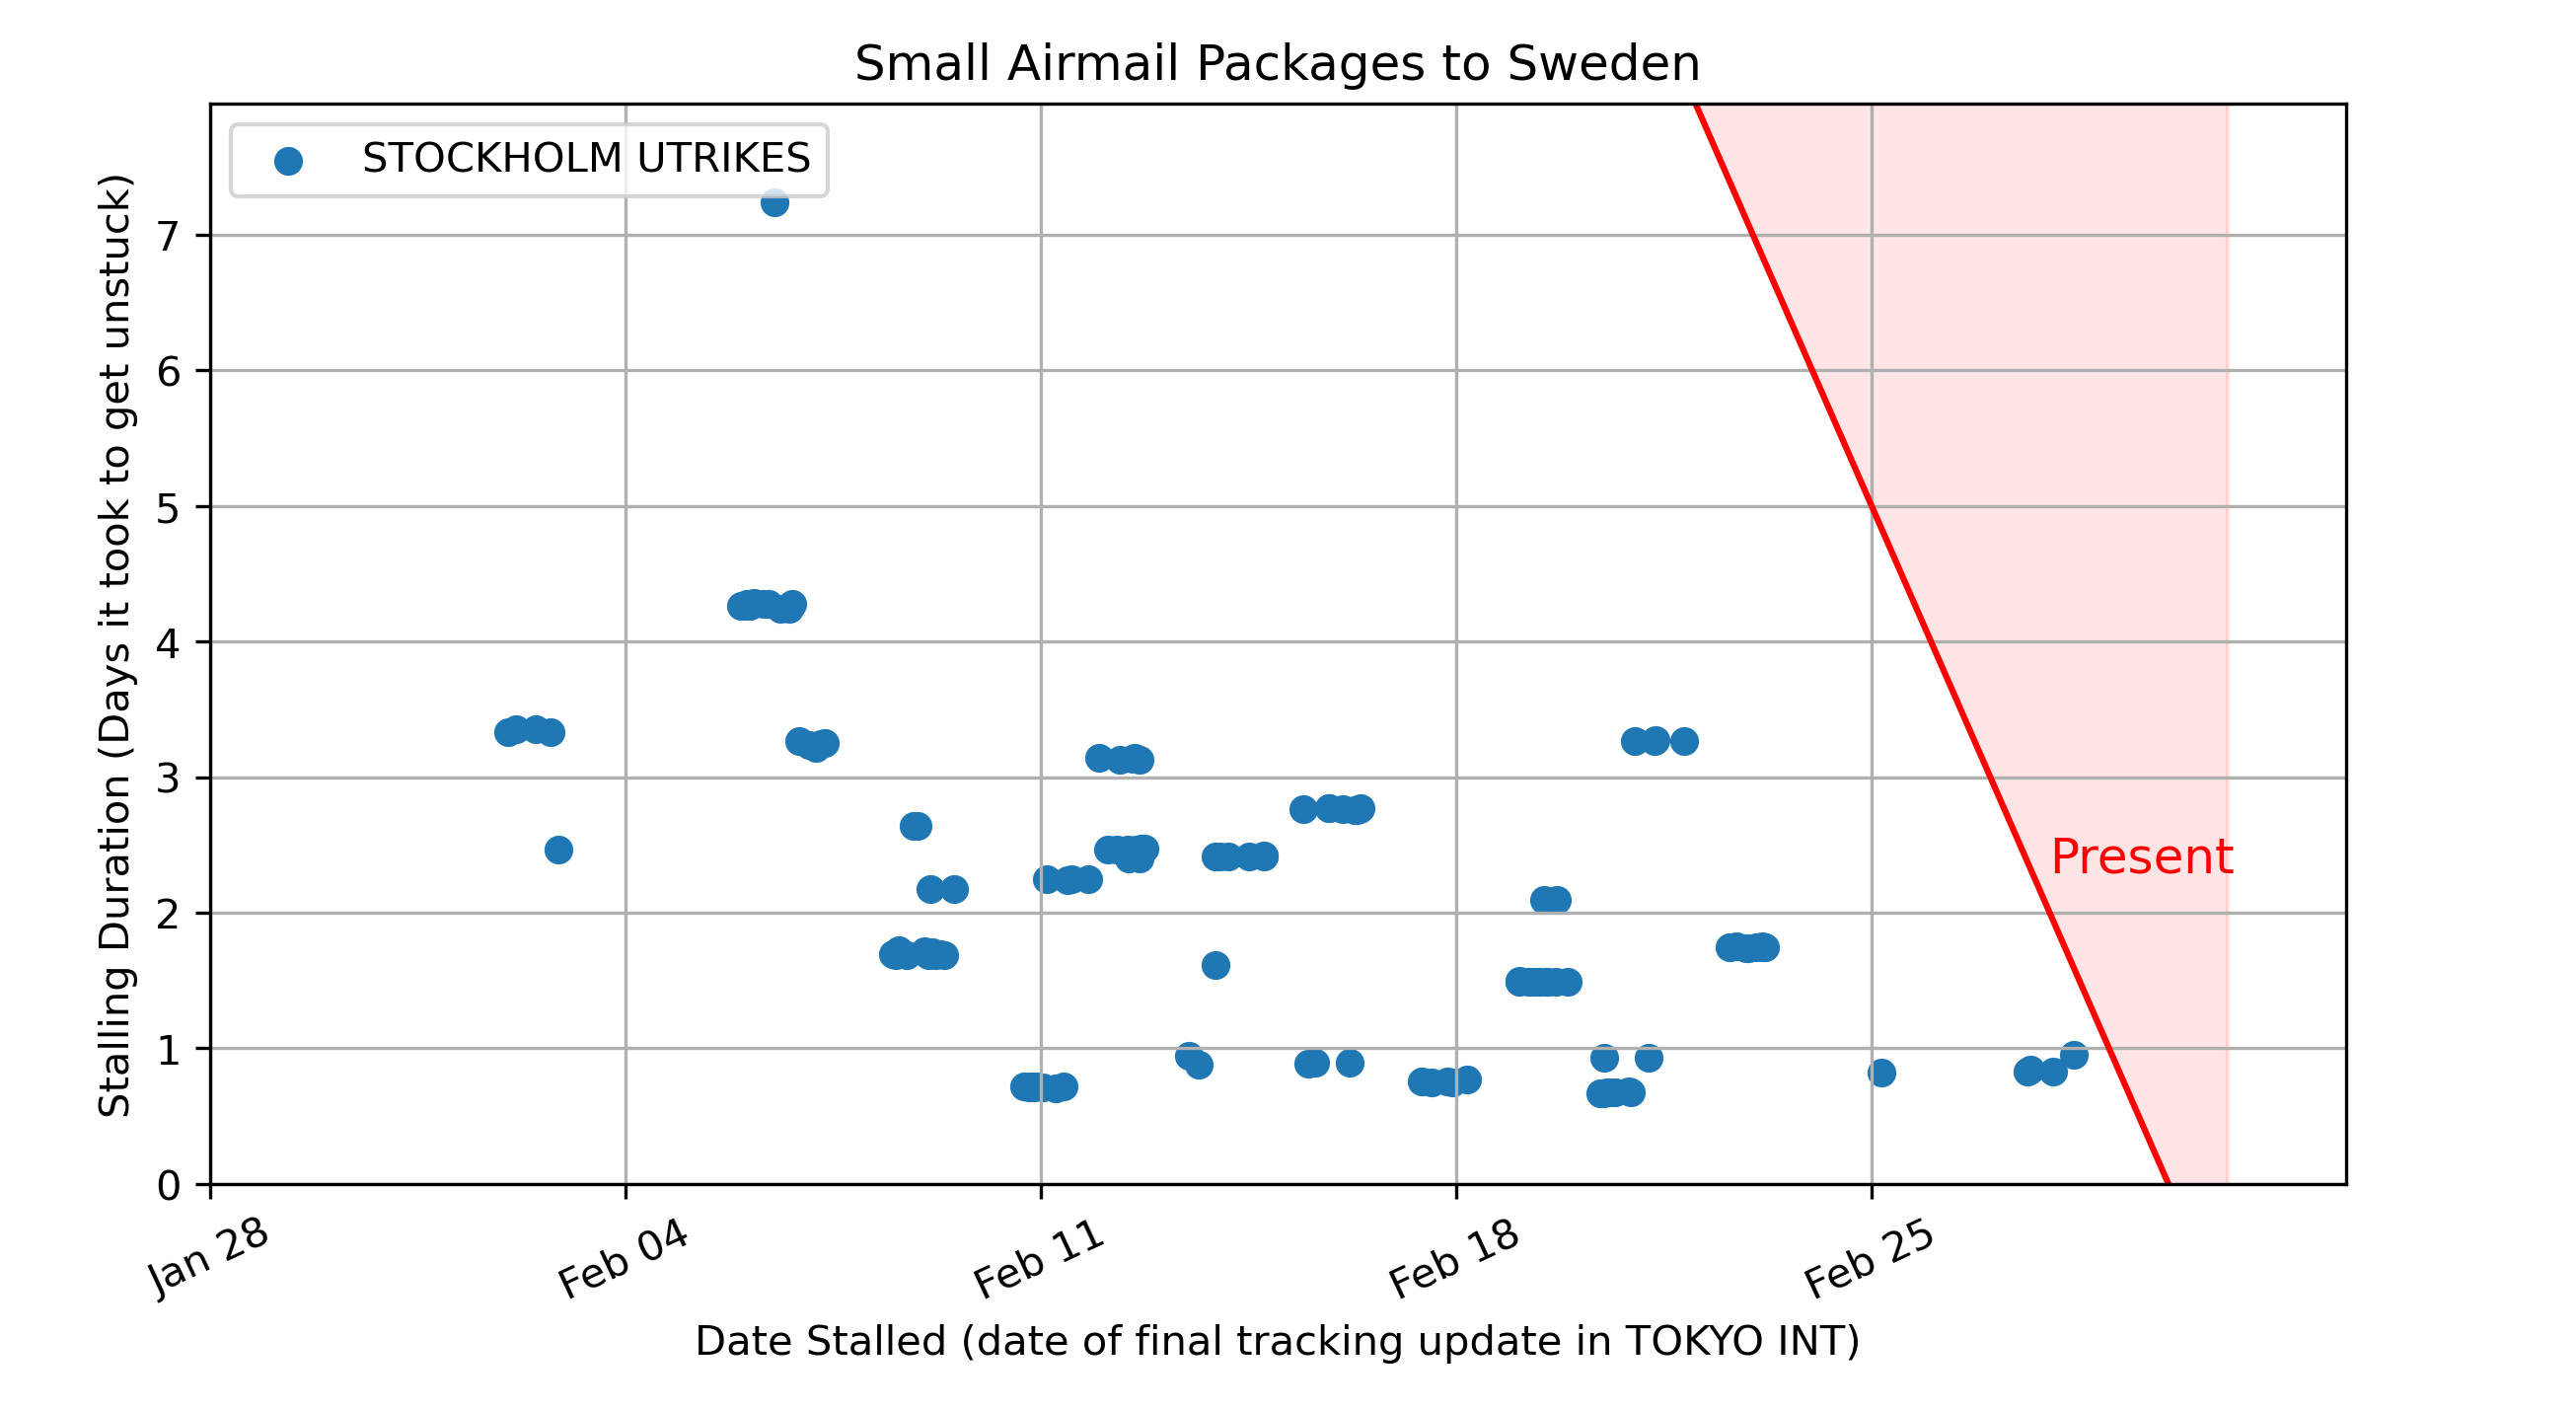 Small Airmail Packages to Sweden
STOCKHOLM UTRIKES
Stalling Duration (Days it took to get unstuck)
7
6
5
4
3
2
1
0
Present
Jan 28
Feb 04
Feb 11
Feb 18
Feb 25
Date Stalled (date of final tracking update in TOKYO INT)